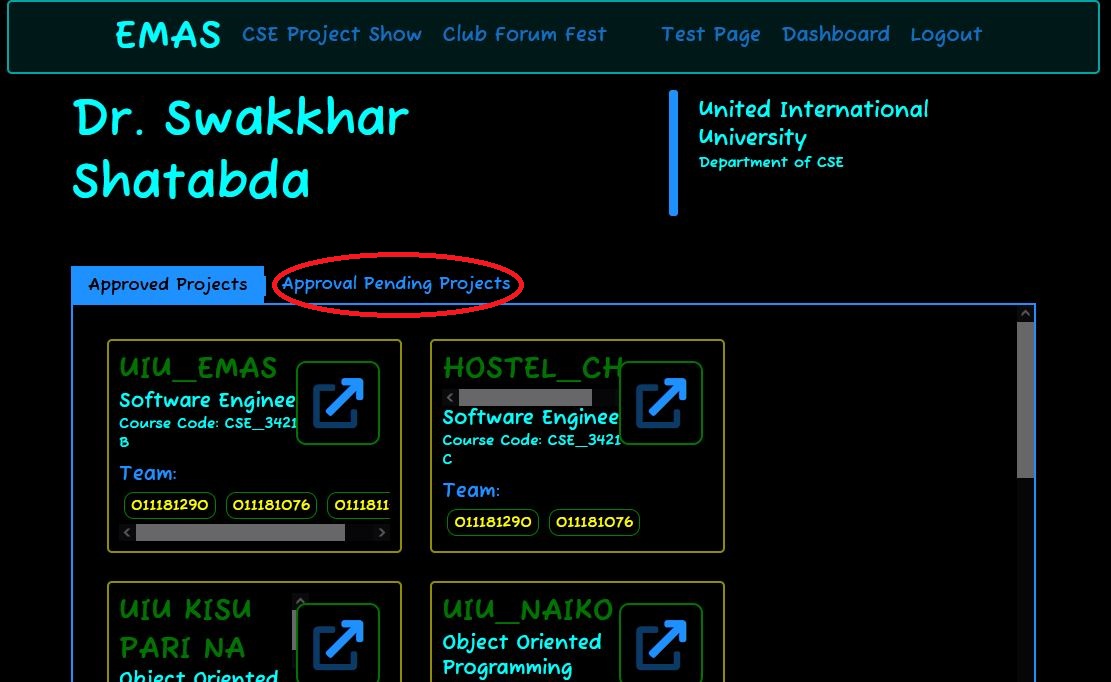 EMAS CSE Project Show Club Forum Fest Test Page Dashboard Logout
Dr. Swakkhar
Shatabda
United International
University
Department of CSE
Approved Projects Approval Pending Projects
UIU_EMAS
Software Enginee
Course Code: CSE_3421
B
Team:
011181290 011181076 0111811
HOSTEL_CH
Software Enginee
Course Code: CSE_3421
C
Team:
011181290 011181076
UIU KISU
PARI NA
Object Oriented
UIU_NAIKO
Object Oriented
Programming